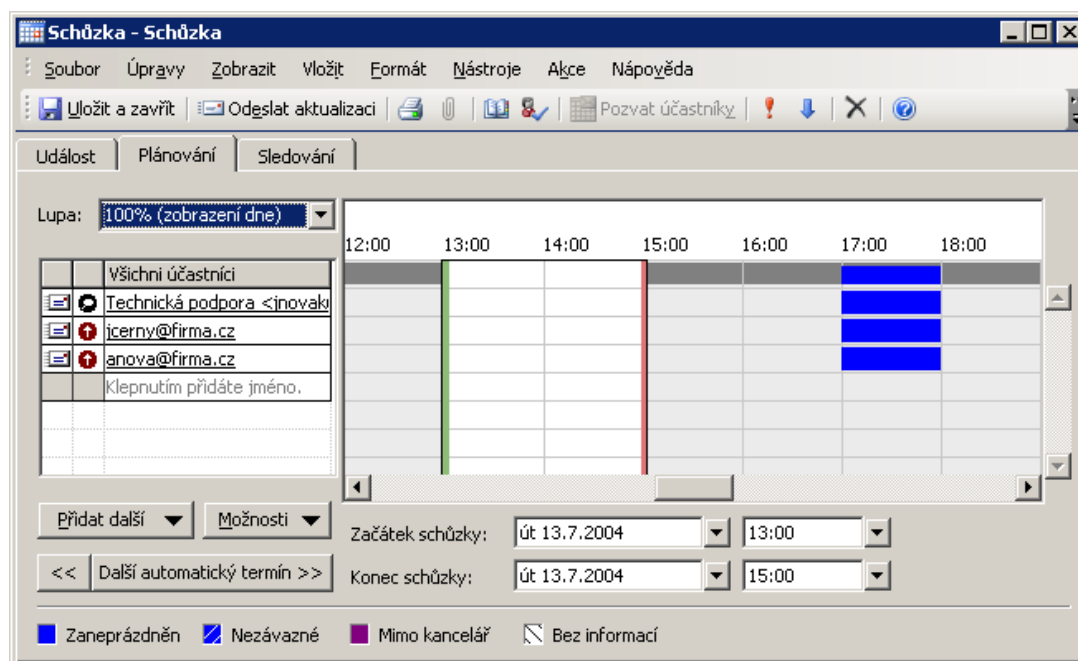 Schůzka - Schůzka
Soubor Úpravy Zobrazit Vložit Formát Nástroje Akce Nápověda
Uložit a zavřít Odeslat aktualizaci Pozvat účastníky
Událost Plánování Sledování
Lupa: 100% (zobrazení dne)
12:00 13:00 14:00 15:00 16:00 17:00 18:00
Všichni účastníci
Technická podpora <jnovak
jcerny@firma.cz
anova@firma.cz
Klepnutím přidáte jméno.
Přidat další Možnosti
Začátek schůzky: út 13.7.2004 13:00
<< Další automatický termín >>
Konec schůzky: út 13.7.2004 15:00
Zaneprázdněn Nezávazné Mimo kancelář Bez informací